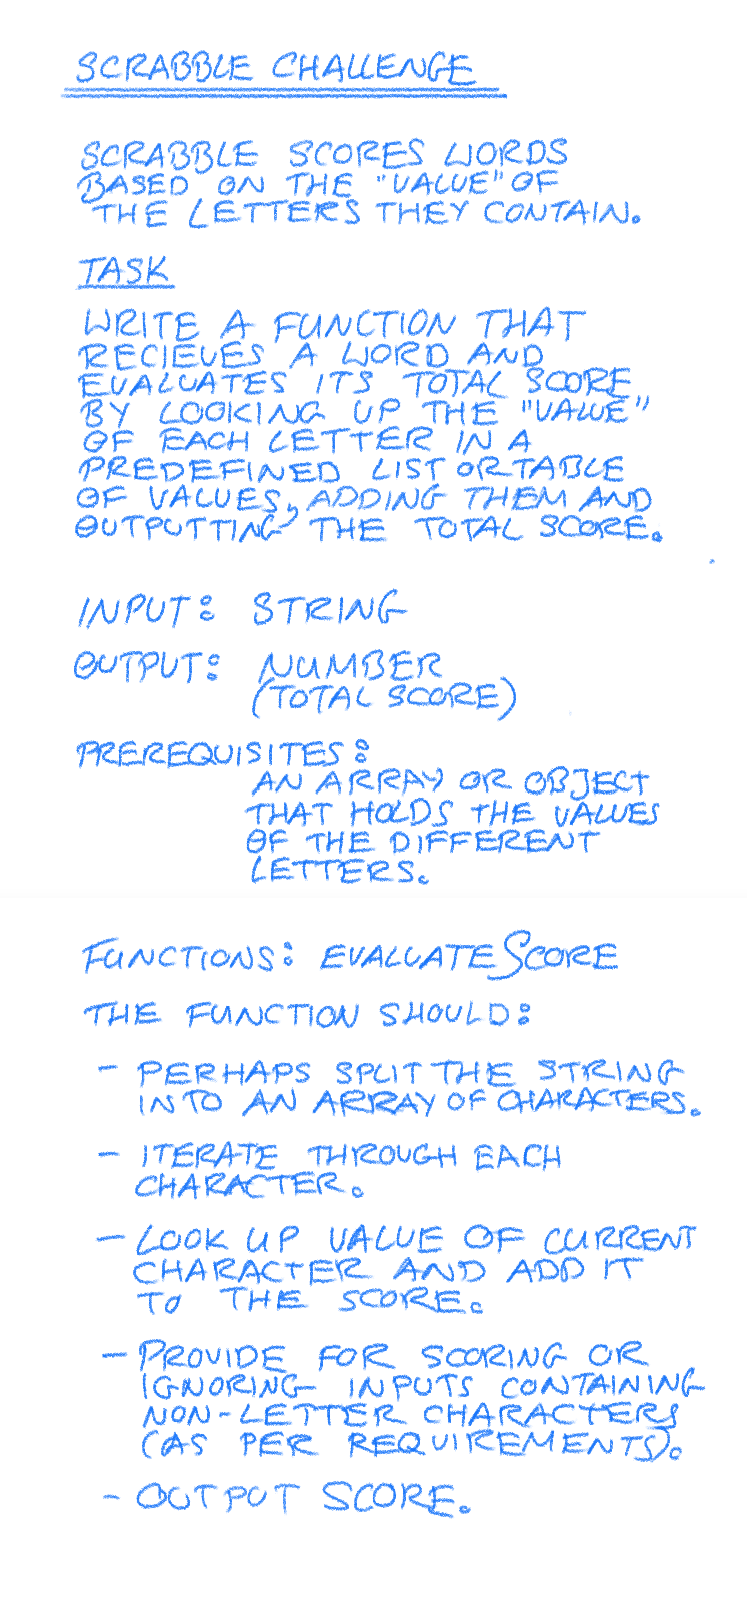 SCRABBLE CHALLENGE
SCRABBLE SCORES WORDS
BASED ON THE "VALUE" OF
THE LETTERS THEY CONTAIN.
TASK
WRITE A FUNCTION THAT
RECIEVES A WORD AND
EVALUATES ITS TOTAL SCORE
BY LOOKING UP THE "VALUE"
OF EACH LETTER IN A
PREDEFINED LIST OR TABLE
OF VALUES, ADDING THEM AND
OUTPUTTING THE TOTAL SCORE.
INPUT: STRING
OUTPUT: NUMBER
(TOTAL SCORE)
PREREQUISITES:
AN ARRAY OR OBJECT
THAT HOLDS THE VALUES
OF THE DIFFERENT
LETTERS.
FUNCTIONS: EVALUATESCORE
THE FUNCTION SHOULD:
- PERHAPS SPLIT THE STRING
INTO AN ARRAY OF CHARACTERS.
- ITERATE THROUGH EACH
CHARACTER.
- LOOK UP VALUE OF CURRENT
CHARACTER AND ADD IT
TO THE SCORE.
- PROVIDE FOR SCORING OR
IGNORING INPUTS CONTAINING
NON-LETTER CHARACTERS
(AS PER REQUIREMENTS).
- OUTPUT SCORE.